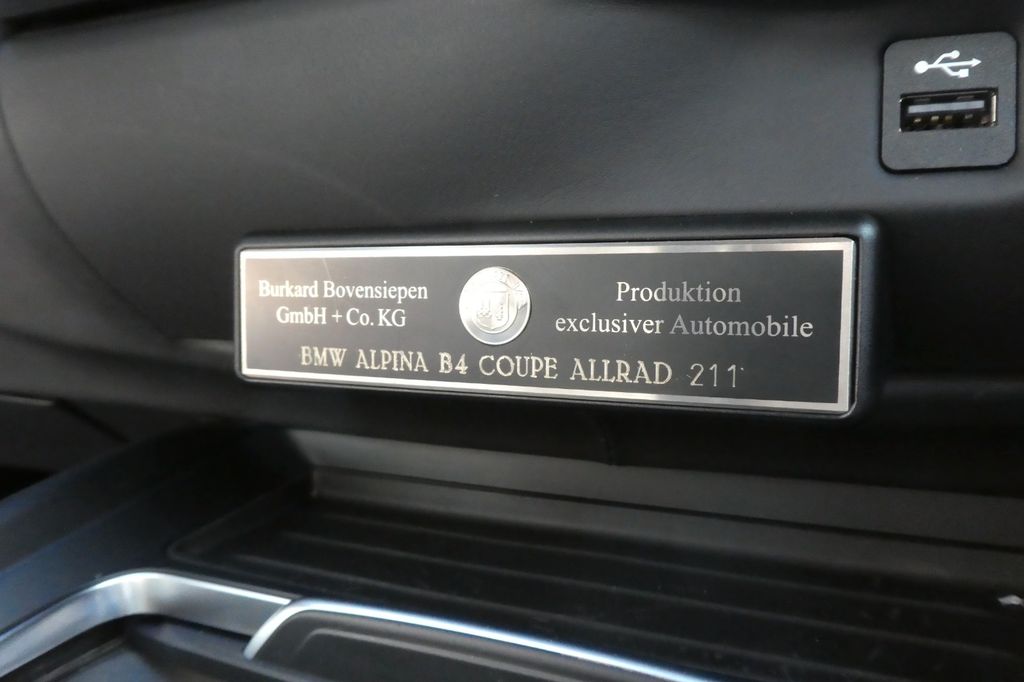 Burkard Bovensiepen
GmbH + Co. KG
Produktion
exclusiver Automobile
BMW ALPINA B4 COUPE ALLRAD 211